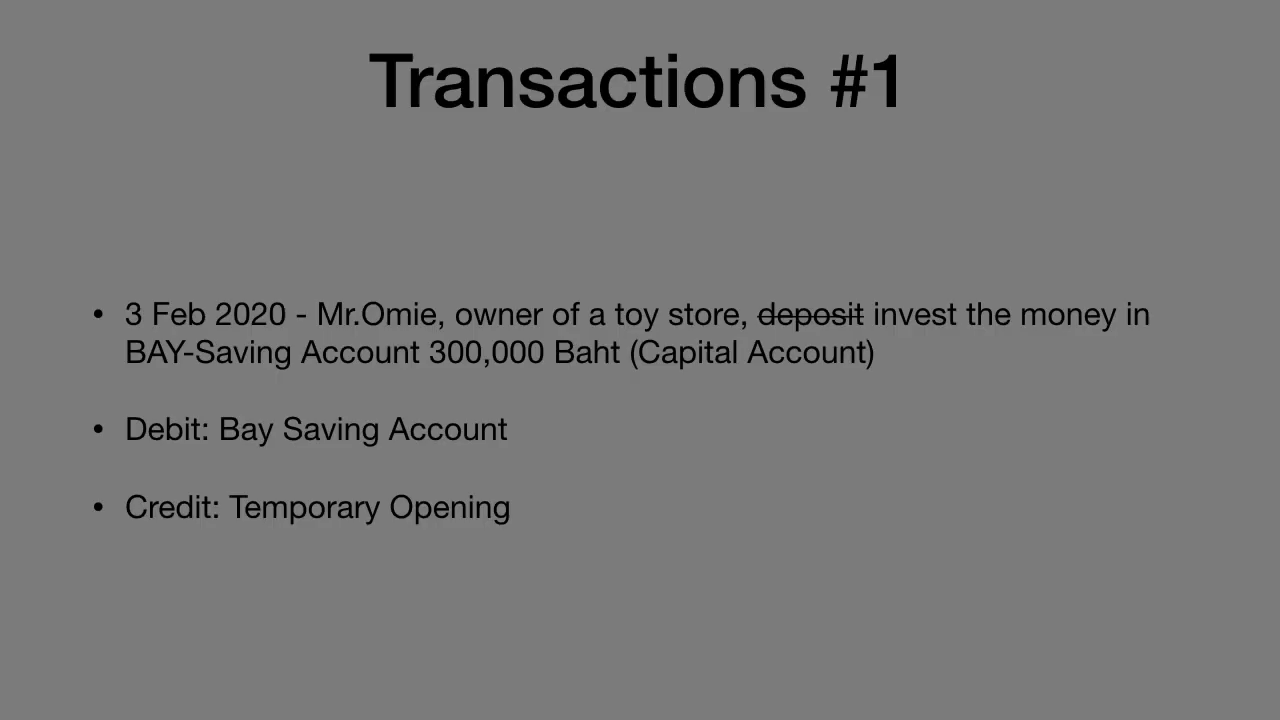 Transactions #1
• 3 Feb 2020 - Mr.Omie, owner of a toy store, deposit invest the money in
BAY-Saving Account 300,000 Baht (Capital Account)
• Debit: Bay Saving Account
• Credit: Temporary Opening